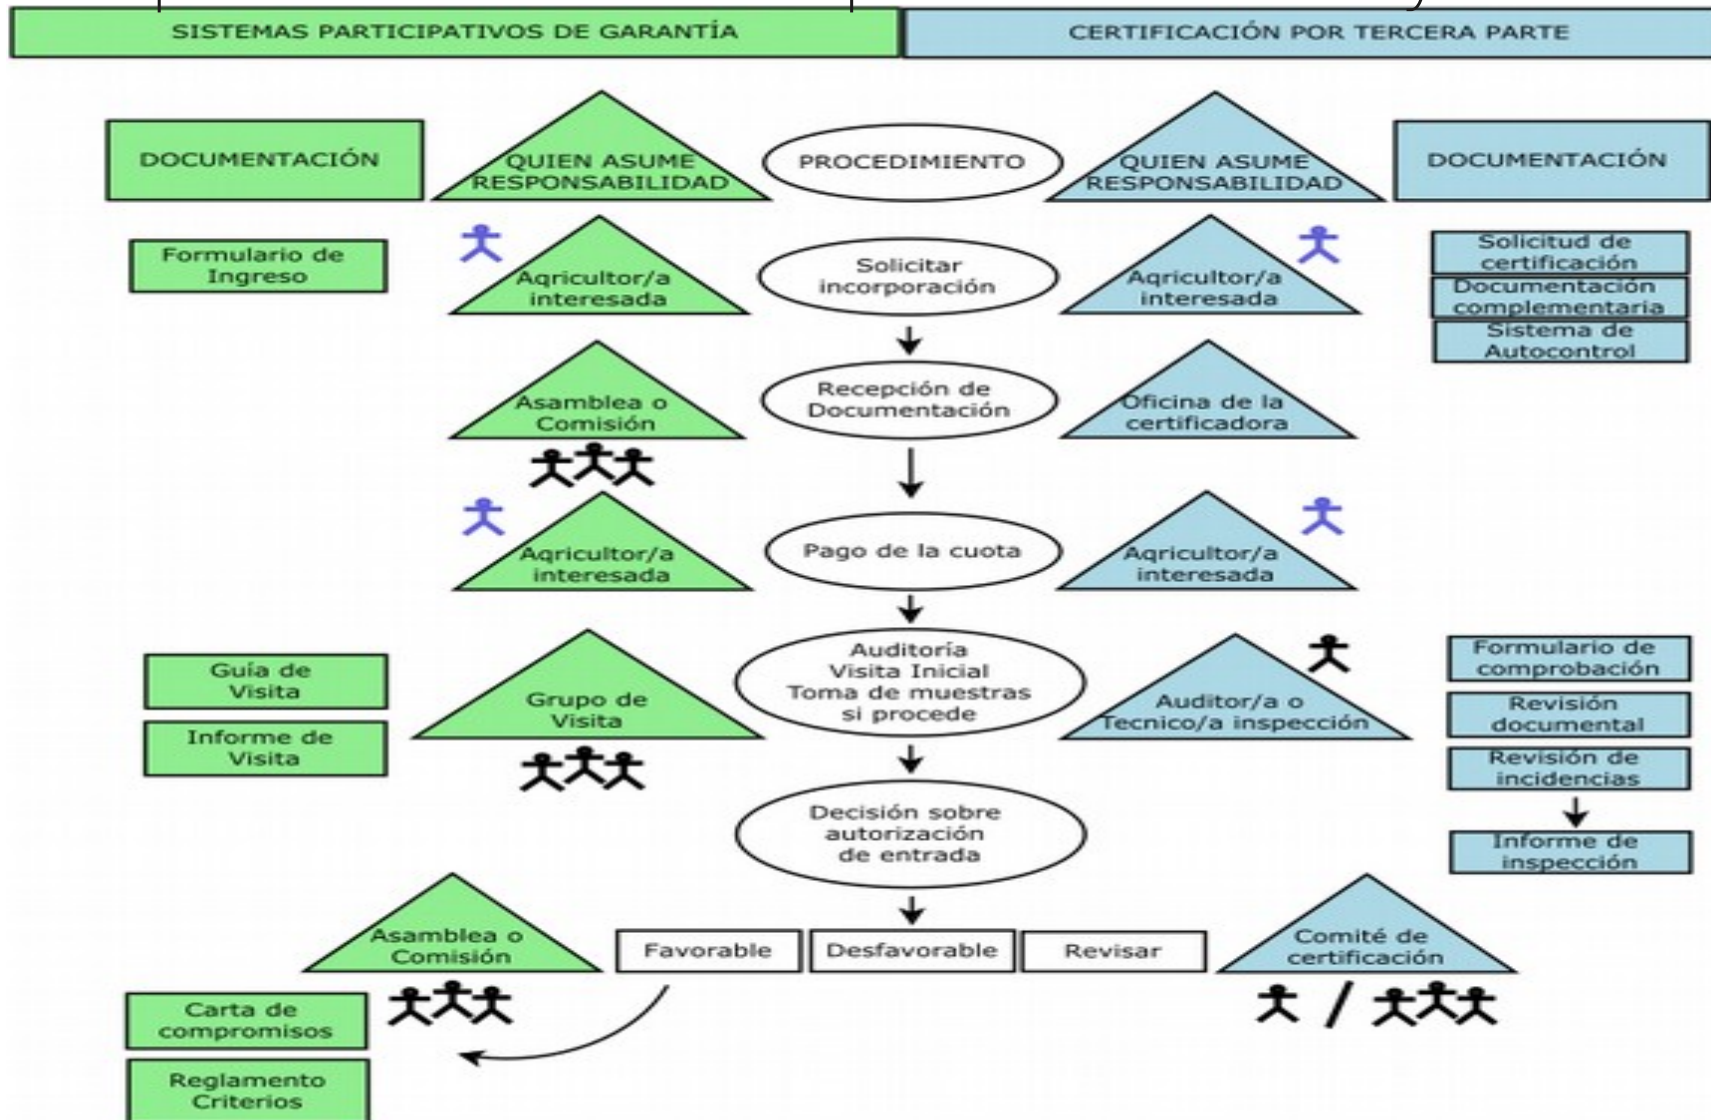 SISTEMAS PARTICIPATIVOS DE GARANTÍA
CERTIFICACIÓN POR TERCERA PARTE
DOCUMENTACIÓN
QUIEN ASUME
RESPONSABILIDAD
PROCEDIMIENTO
QUIEN ASUME
RESPONSABILIDAD
DOCUMENTACIÓN
Formulario de
Ingreso
Agricultor/a
interesada
Solicitar
incorporación
Agricultor/a
interesada
Solicitud de
certificación
Documentación
complementaria
Sistema de
Autocontrol
Asamblea o
Comisión
Recepción de
Documentación
Oficina de la
certificadora
Agricultor/a
interesada
Pago de la cuota
Agricultor/a
interesada
Guía de
Visita
Informe de
Visita
Grupo de
Visita
Auditoría
Visita Inicial
Toma de muestras
si procede
Auditor/a o
Tecnico/a inspección
Formulario de
comprobación
Revisión
documental
Revisión de
incidencias
Informe de
inspección
Decisión sobre
autorización
de entrada
Asamblea o
Comisión
Favorable
Desfavorable
Revisar
Comité de
certificación
/
Carta de
compromisos
Reglamento
Criterios